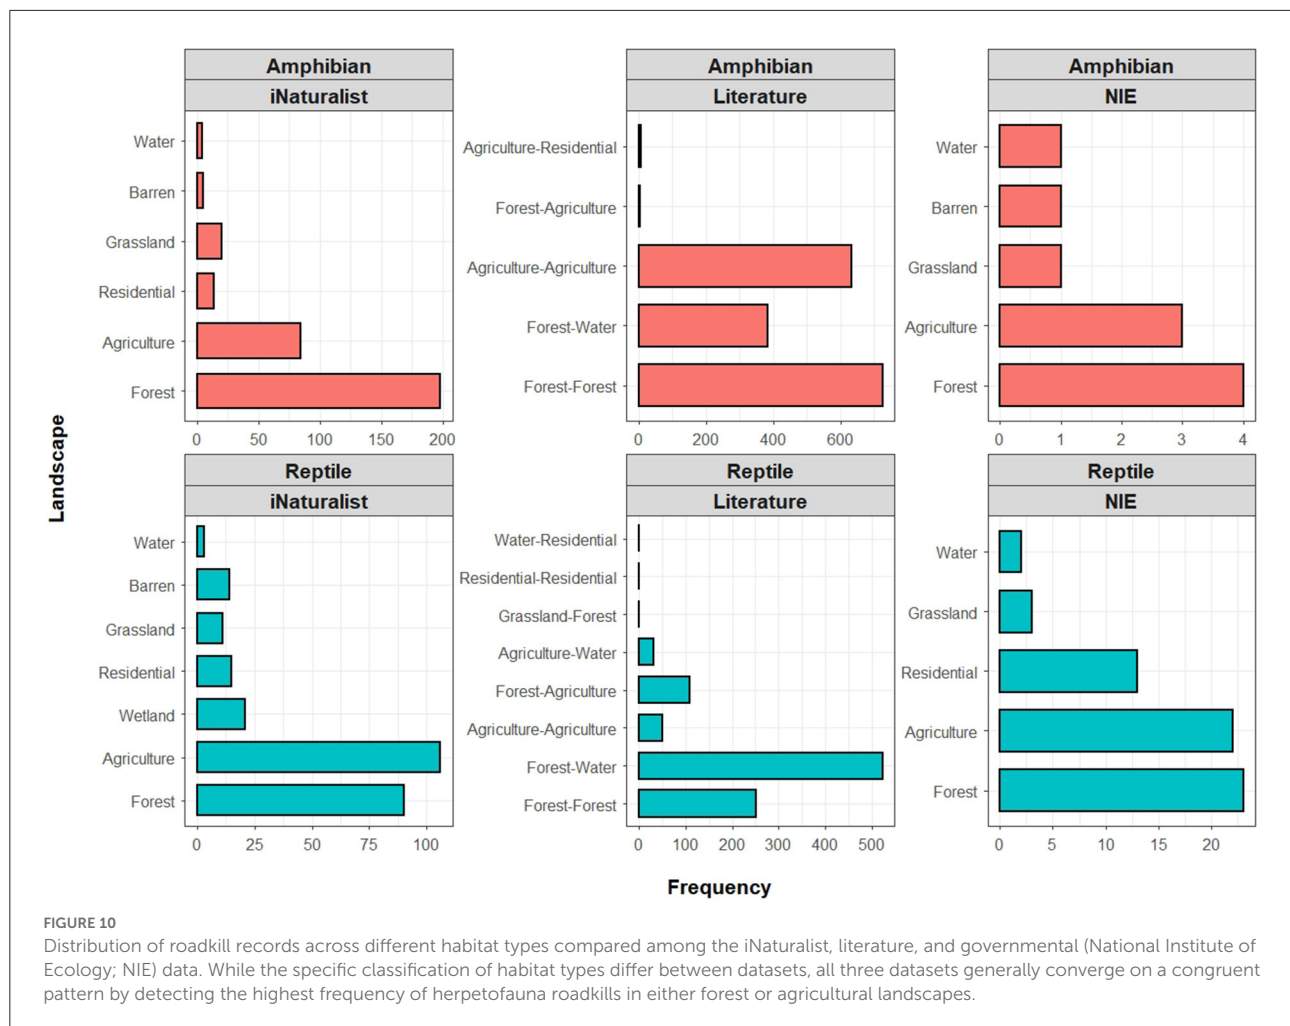 Amphibian
iNaturalist
Water
Barren
Grassland
Residential
Agriculture
Forest
0 50 100 150 200
Amphibian
Literature
Agriculture-Residential
Forest-Agriculture
Agriculture-Agriculture
Forest-Water
Forest-Forest
0 200 400 600
Amphibian
NIE
Water
Barren
Grassland
Agriculture
Forest
0 1 2 3 4
Landscape
Reptile
iNaturalist
Water
Barren
Grassland
Residential
Wetland
Agriculture
Forest
0 25 50 75 100
Reptile
Literature
Water-Residential
Residential-Residential
Grassland-Forest
Agriculture-Water
Forest-Agriculture
Agriculture-Agriculture
Forest-Water
Forest-Forest
0 100 200 300 400 500
Reptile
NIE
Water
Grassland
Residential
Agriculture
Forest
0 5 10 15 20
Frequency
FIGURE 10
Distribution of roadkill records across different habitat types compared among the iNaturalist, literature, and governmental (National Institute of
Ecology; NIE) data. While the specific classification of habitat types differ between datasets, all three datasets generally converge on a congruent
pattern by detecting the highest frequency of herpetofauna roadkills in either forest or agricultural landscapes.